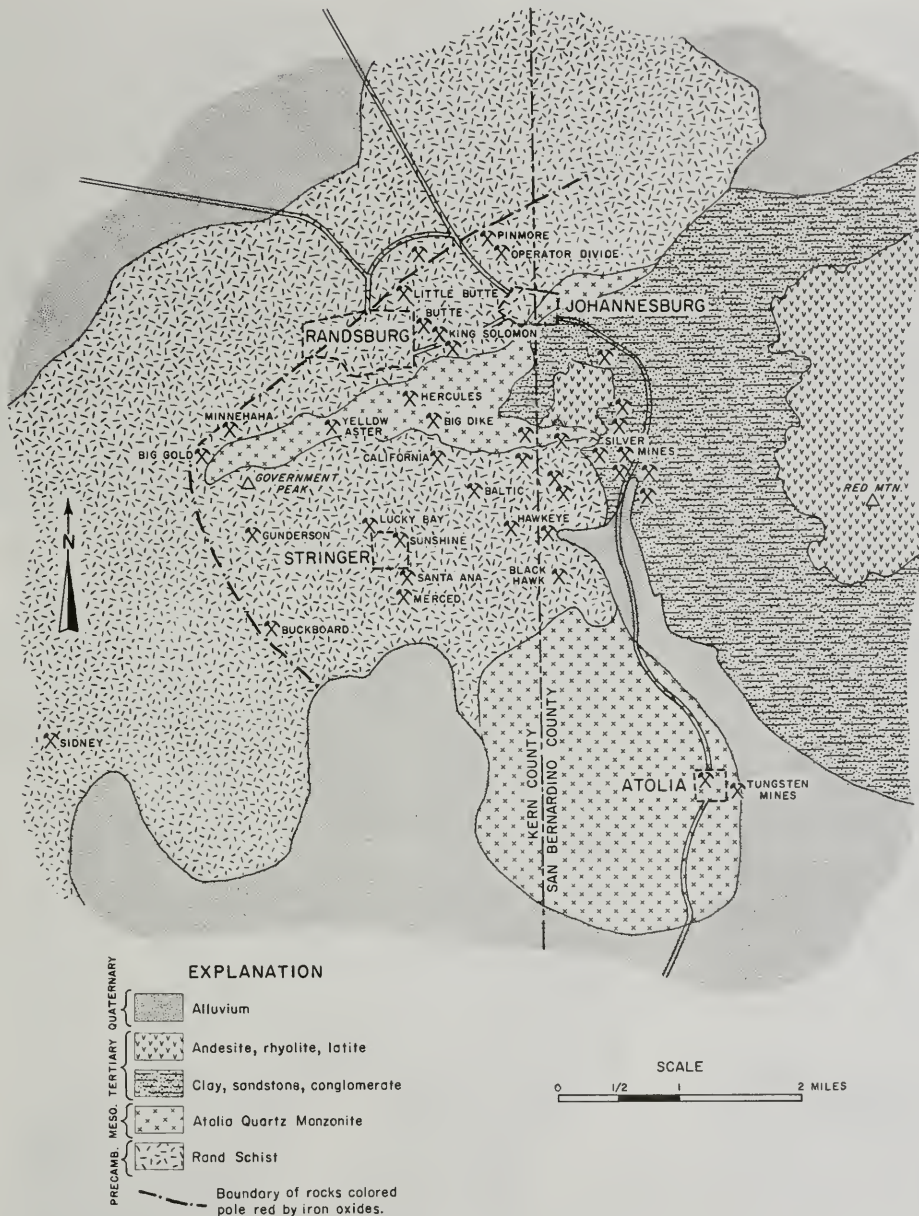 PINMORE
OPERATOR DIVIDE
LITTLE BUTTE
JOHANNESBURG
BUTTE
RANDSBURG
KING SOLOMON
HERCULES
MINNEHAHA
YELLOW
ASTER
BIG DIKE
SILVER
MINES
BIG GOLD
CALIFORNIA
GOVERNMENT
PEAK
BALTIC
RED MTN.
N
LUCKY BAY
HAWKEYE
GUNDERSON
SUNSHINE
STRINGER
SANTA ANA
BLACK
HAWK
MERCED
BUCKBOARD
SIDNEY
KERN COUNTY
SAN BERNARDINO COUNTY
ATOLIA
TUNGSTEN
MINES
EXPLANATION
QUATERNARY
Alluvium
TERTIARY
Andesite, rhyolite, latite
Clay, sandstone, conglomerate
MESO.
Atolia Quartz Monzonite
PRECAMB.
Rand Schist
Boundary of rocks colored
pale red by iron oxides.
SCALE
0 1/2 1 2 MILES